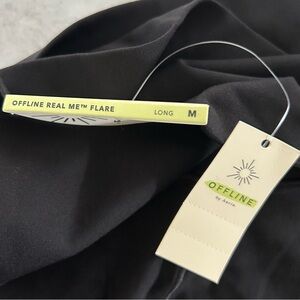 OFFLINE REAL ME™ FLARE LONG M
OFFLINE
by Aerie